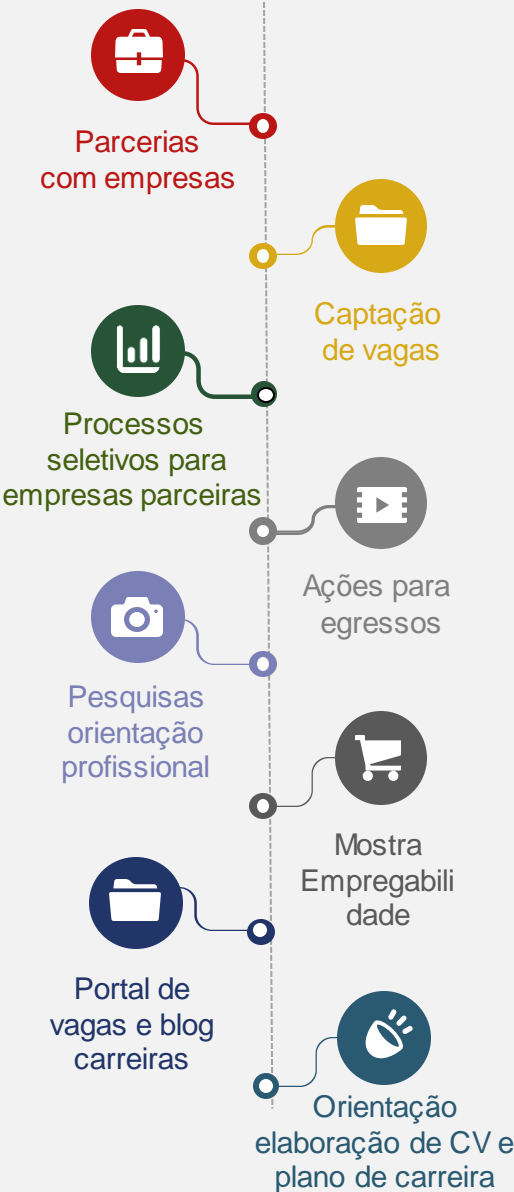 Parcerias
com empresas
Captação
de vagas
Processos
seletivos para
empresas parceiras
Ações para
egressos
Pesquisas
orientação
profissional
Mostra
Empregabili
dade
Portal de
vagas e blog
carreiras
Orientação
elaboração de CV e
plano de carreira